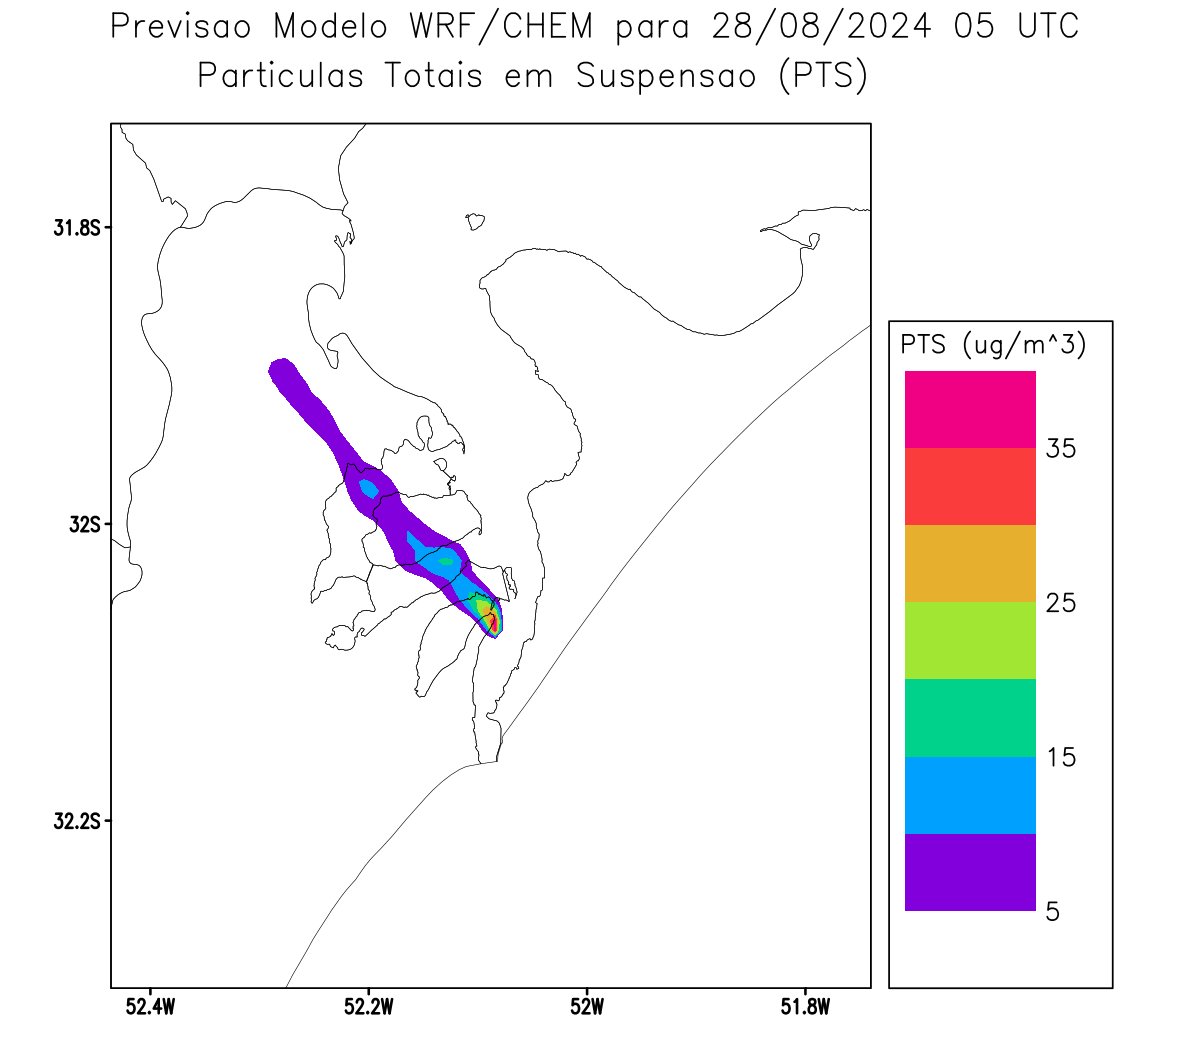 Previsao Modelo WRF/CHEM para 28/08/2024 05 UTC
Particulas Totais em Suspensao (PTS)
31.8S
32S
32.2S
52.4W
52.2W
52W
51.8W
PTS (ug/m^3)
35
25
15
5